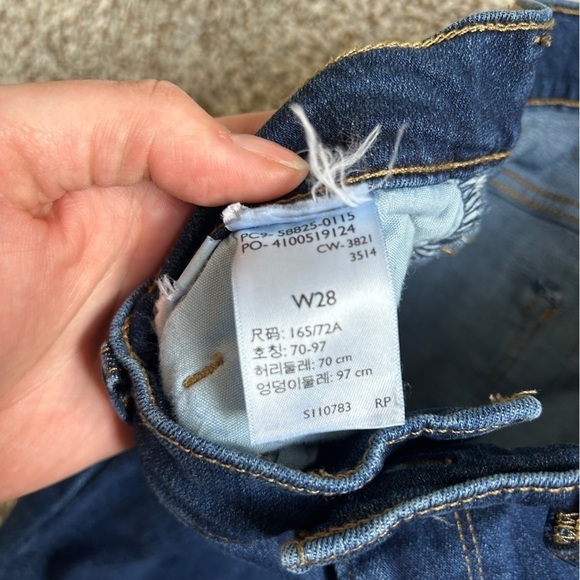 PC9- 58825-0115
PO- 4100519124
CW-3821
3514
W28
尺码: 165/72A
호칭: 70-97
허리둘레: 70 cm
엉덩이둘레: 97 cm
S110783 RP